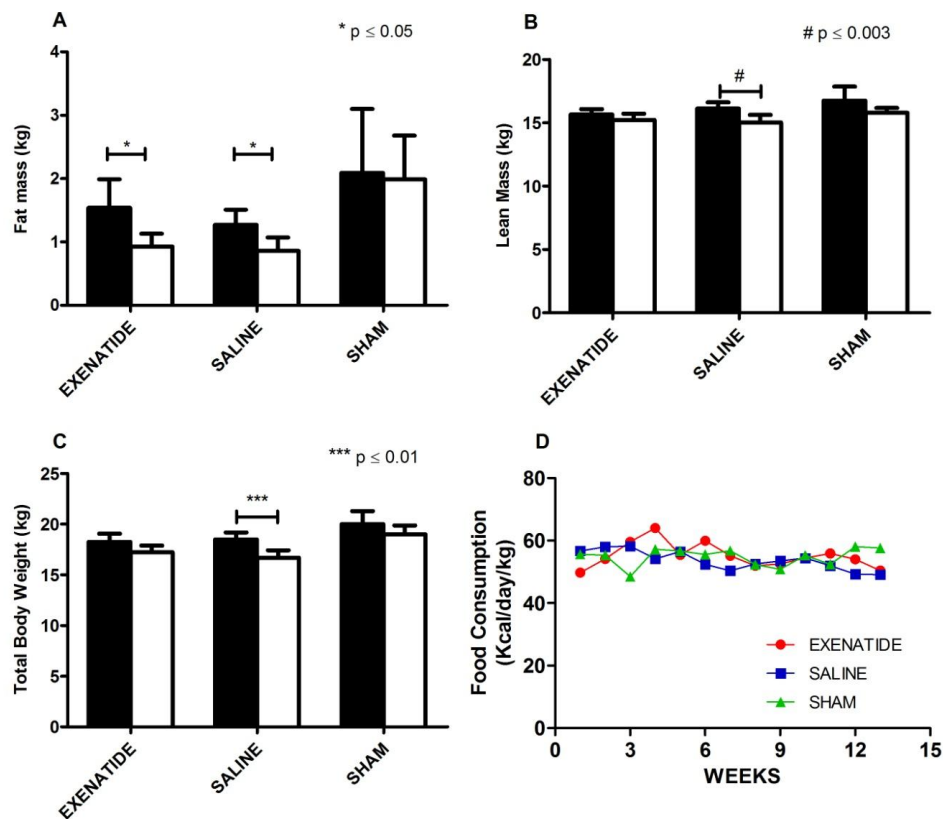 A
* p ≤ 0.05
Fat mass (kg)
4
3
2
1
0
*
*
EXENATIDE
SALINE
SHAM
B
# p ≤ 0.003
Lean Mass (kg)
20
15
10
5
0
#
EXENATIDE
SALINE
SHAM
C
*** p ≤ 0.01
Total Body Weight (kg)
25
20
15
10
5
0
***
EXENATIDE
SALINE
SHAM
D
Food Consumption
(Kcal/day/kg)
80
60
40
20
0
EXENATIDE
SALINE
SHAM
0 3 6 9 12 15
WEEKS